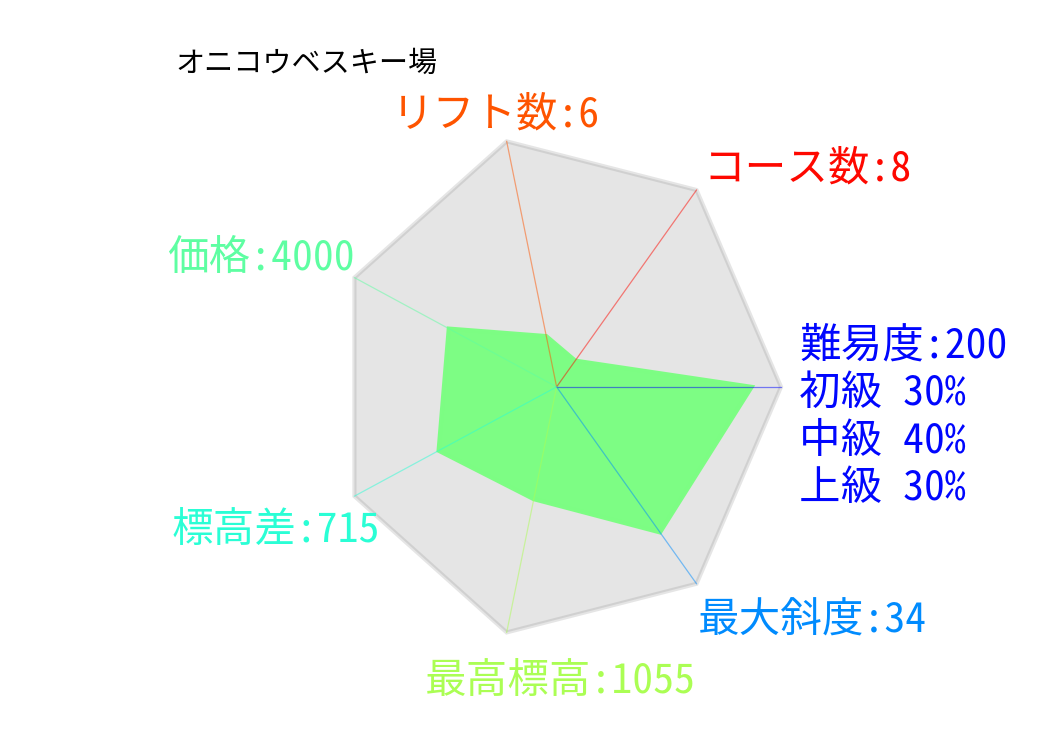 オニコウベスキー場
リフト数:6
コース数:8
価格:4000
難易度:200
初級 30%
中級 40%
上級 30%
標高差:715
最大斜度:34
最高標高:1055